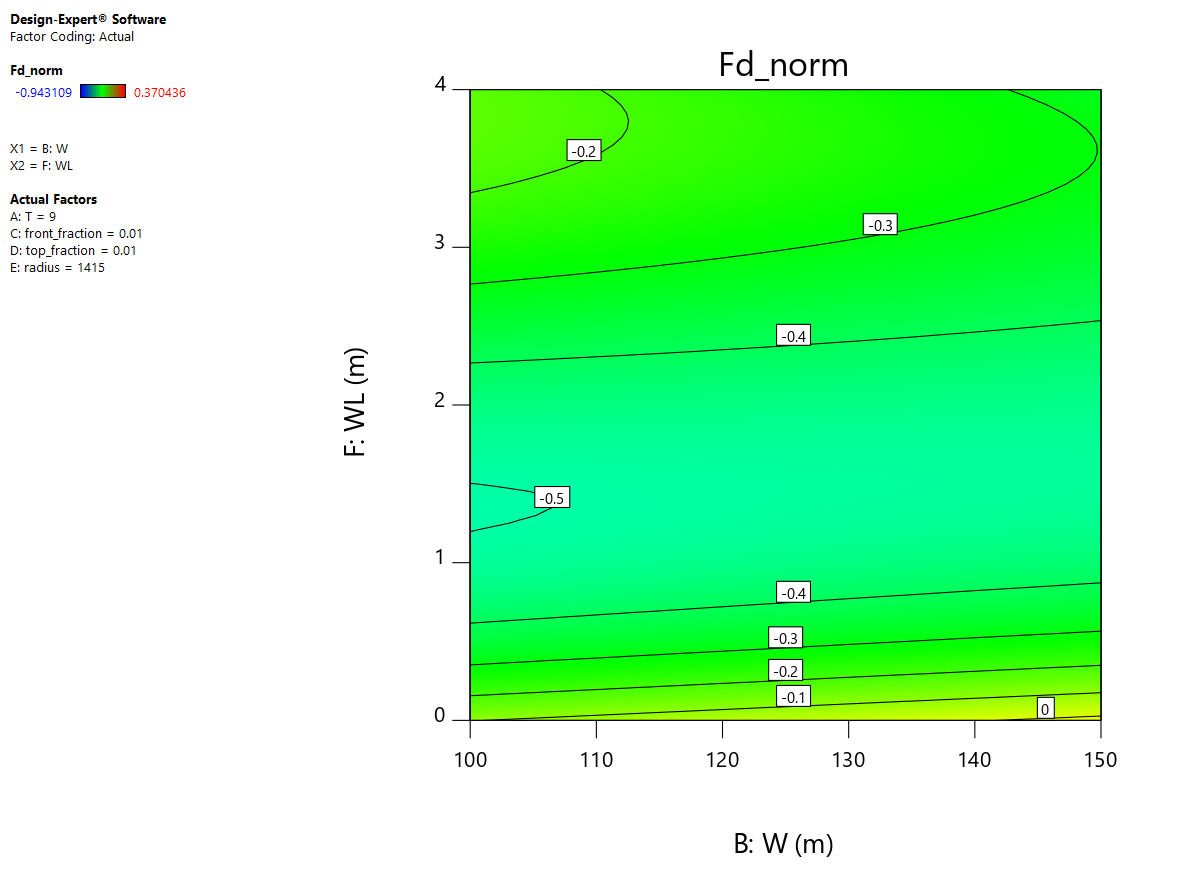 Design-Expert® Software
Factor Coding: Actual
Fd_norm
-0.943109 0.370436
X1 = B: W
X2 = F: WL
Actual Factors
A: T = 9
C: front_fraction = 0.01
D: top_fraction = 0.01
E: radius = 1415
Fd_norm
4
3
2
1
0
F: WL (m)
-0.2
-0.3
-0.4
-0.5
-0.4
-0.3
-0.2
-0.1
0
100 110 120 130 140 150
B: W (m)